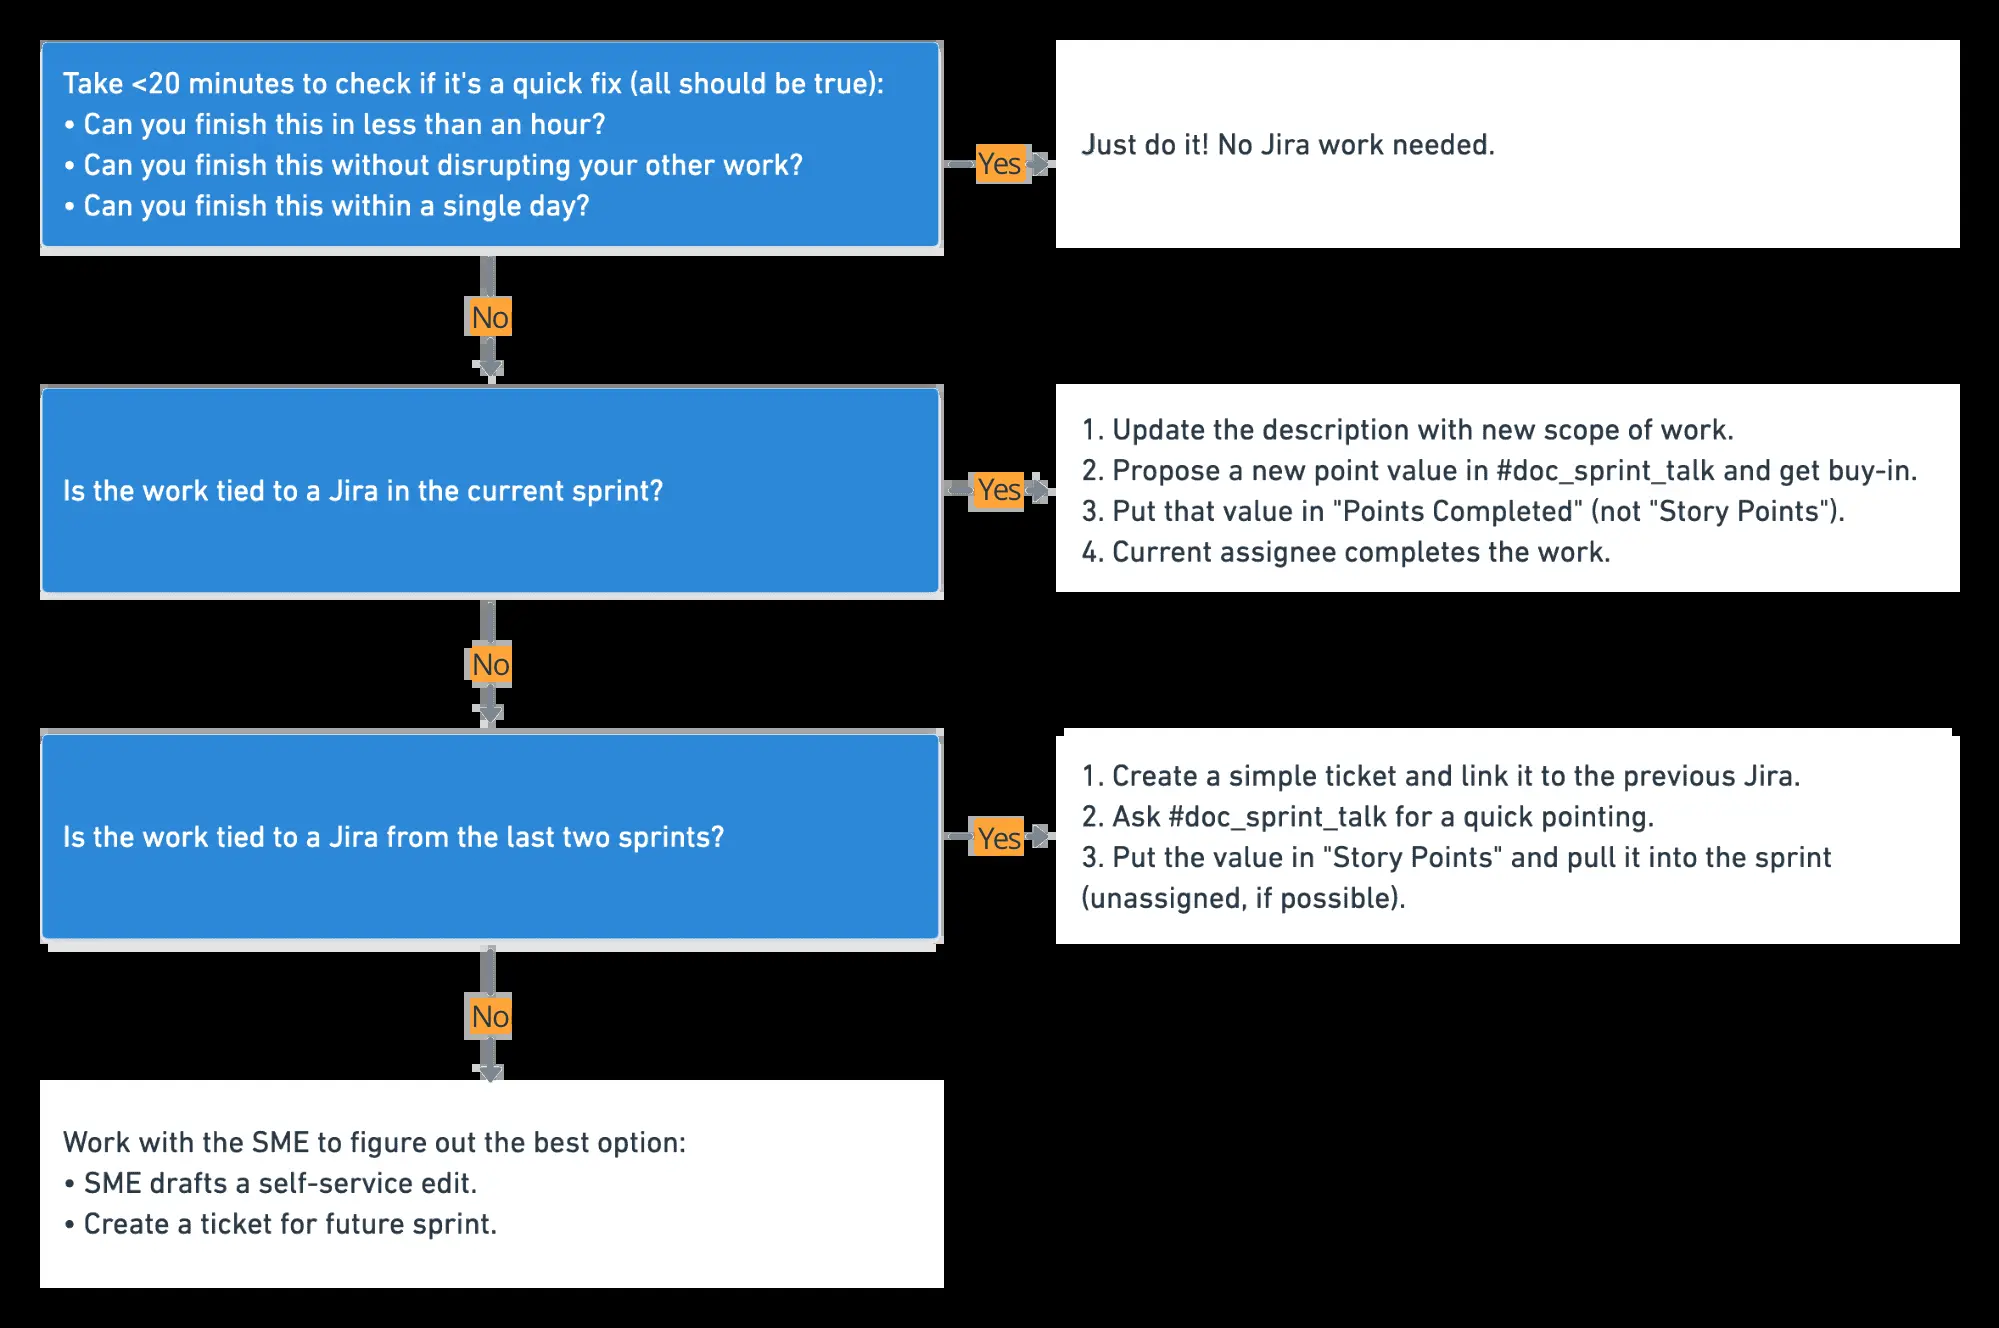 Take <20 minutes to check if it's a quick fix (all should be true):
• Can you finish this in less than an hour?
• Can you finish this without disrupting your other work?
• Can you finish this within a single day?
Yes
Just do it! No Jira work needed.
No
Is the work tied to a Jira in the current sprint?
Yes
1. Update the description with new scope of work.
2. Propose a new point value in #doc_sprint_talk and get buy-in.
3. Put that value in "Points Completed" (not "Story Points").
4. Current assignee completes the work.
No
Is the work tied to a Jira from the last two sprints?
Yes
1. Create a simple ticket and link it to the previous Jira.
2. Ask #doc_sprint_talk for a quick pointing.
3. Put the value in "Story Points" and pull it into the sprint
(unassigned, if possible).
No
Work with the SME to figure out the best option:
• SME drafts a self-service edit.
• Create a ticket for future sprint.